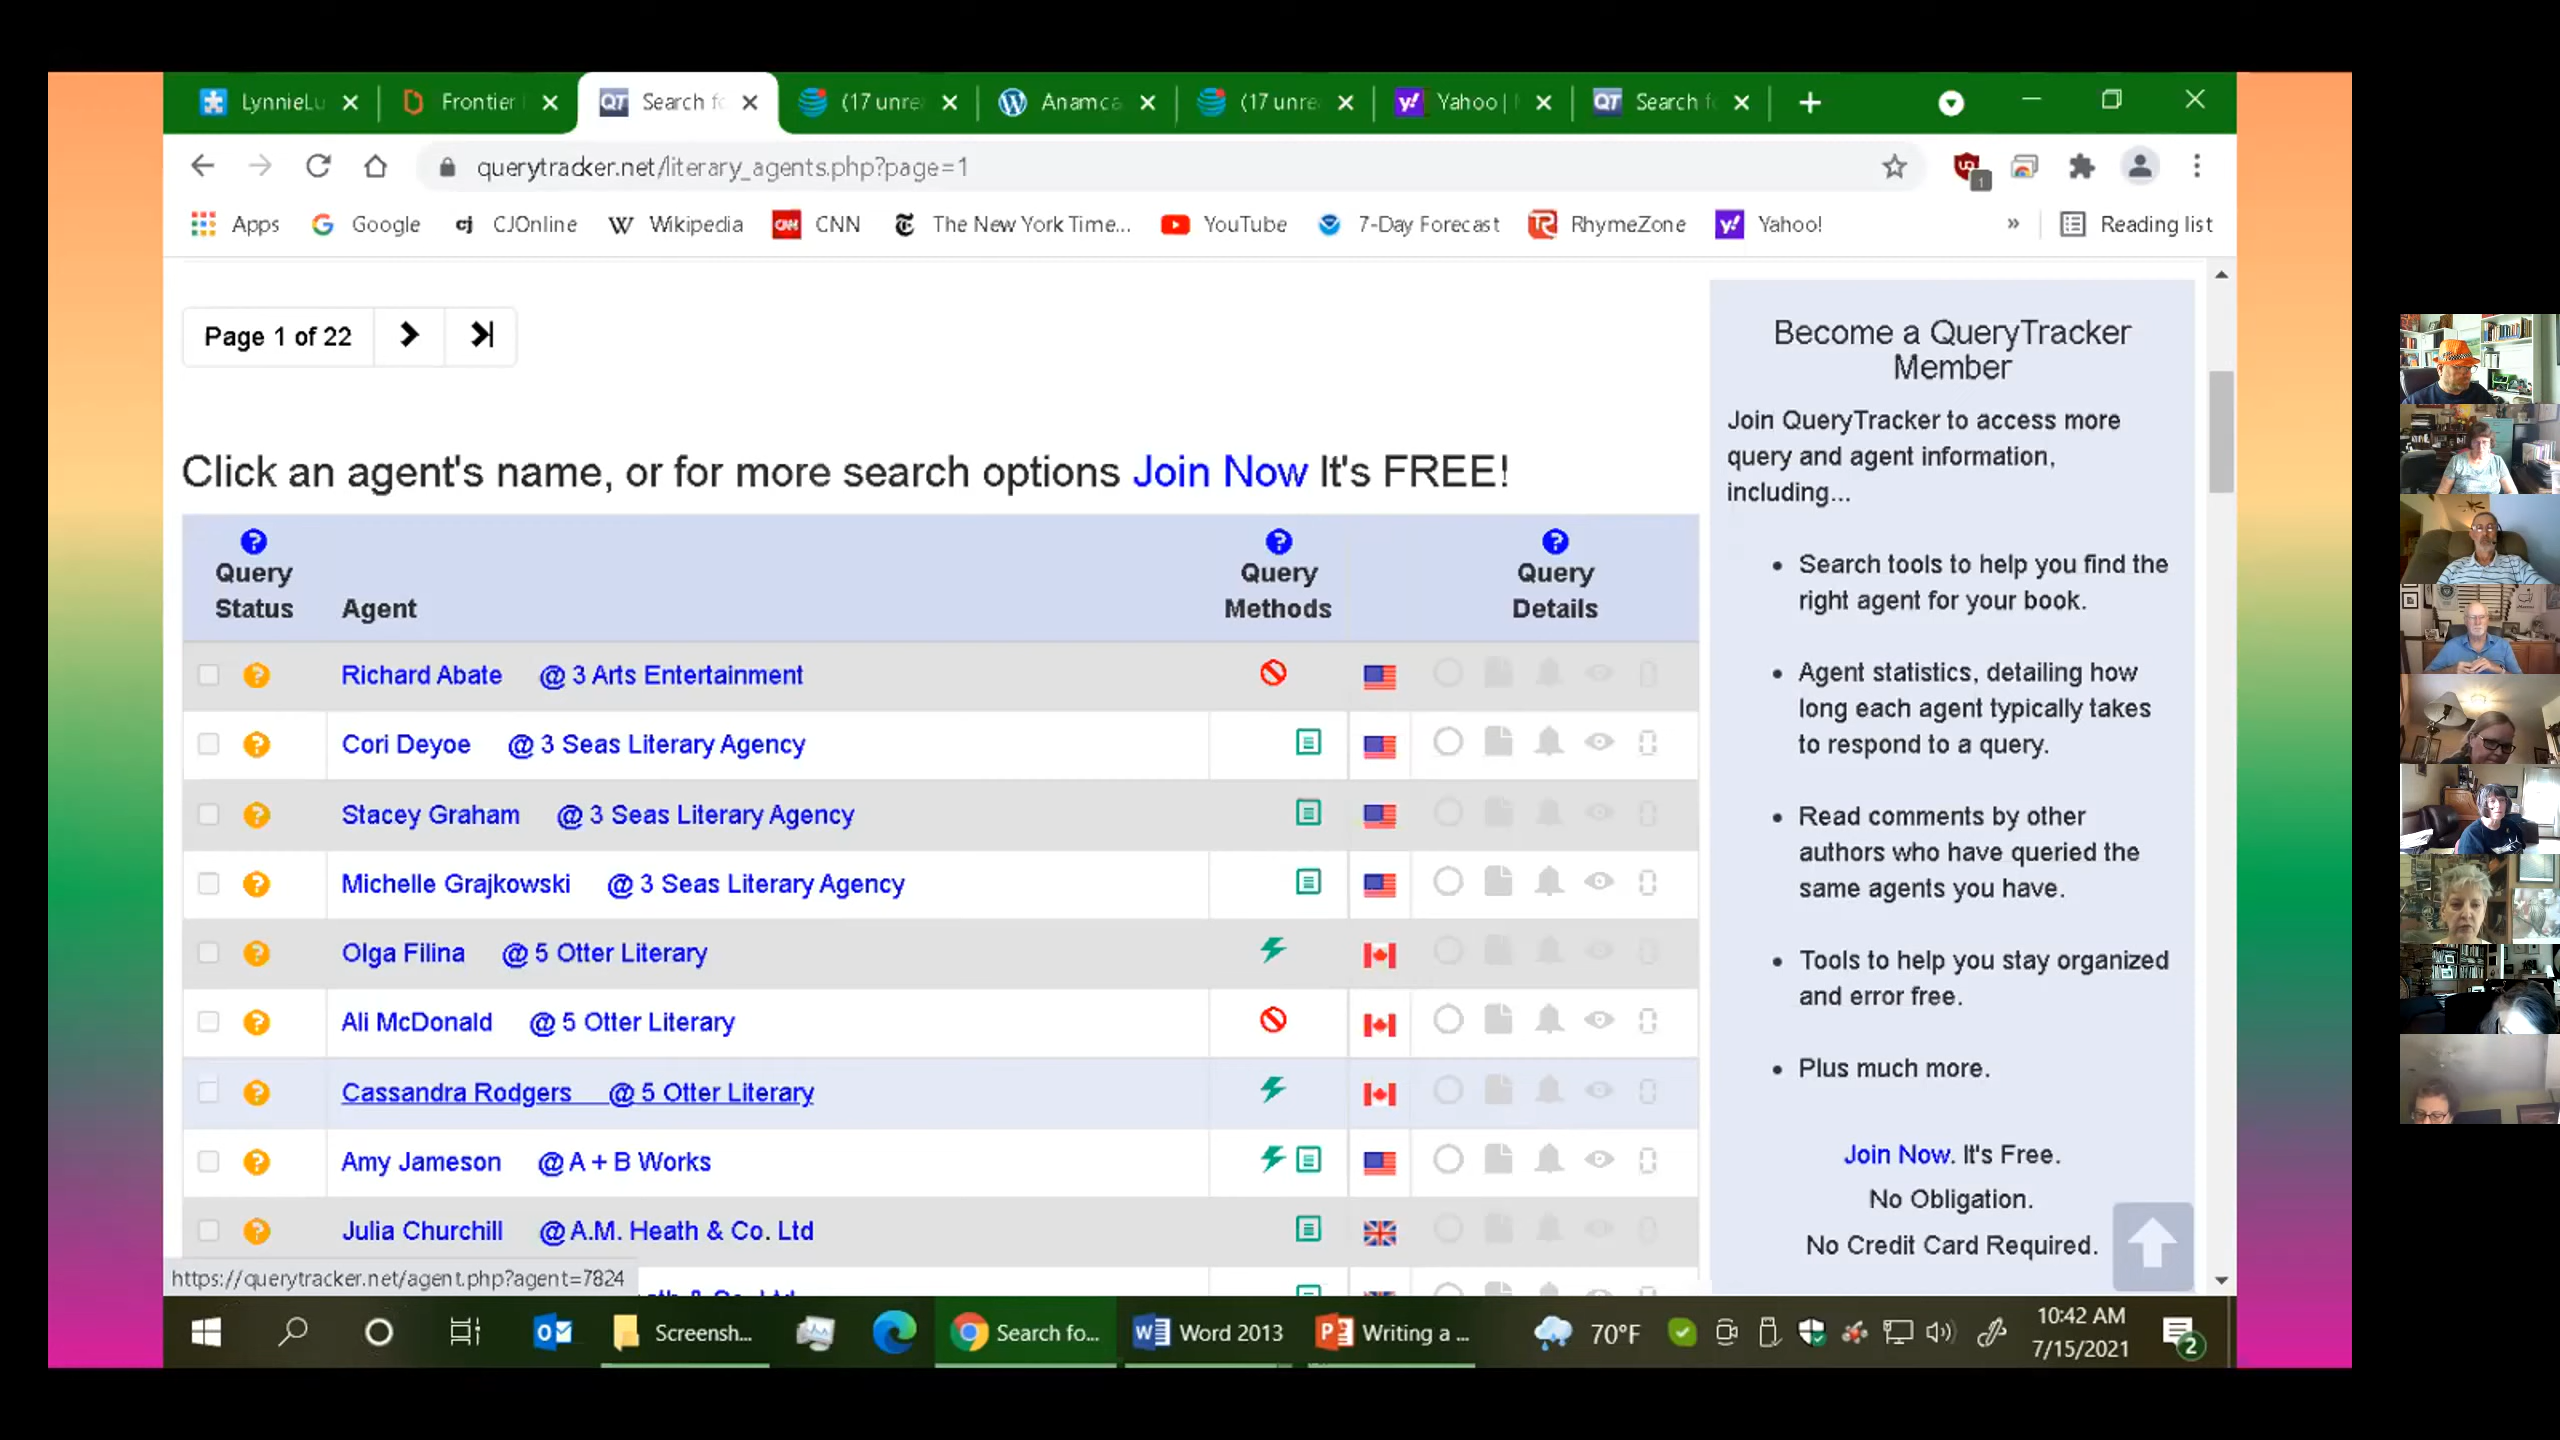 LynnieLu
Frontier
QT Search fo
(17 unre
Anamca
(17 unre
y! Yahoo |
QT Search f
querytracker.net/literary_agents.php?page=1
Apps
Google
cj CJOnline
W Wikipedia
CNN
The New York Time...
YouTube
7-Day Forecast
RhymeZone
y! Yahoo!
»
Reading list
Page 1 of 22
Click an agent's name, or for more search options Join Now It's FREE!
Query Status
Agent
Query Methods
Query Details
Richard Abate @ 3 Arts Entertainment
Cori Deyoe @ 3 Seas Literary Agency
Stacey Graham @ 3 Seas Literary Agency
Michelle Grajkowski @ 3 Seas Literary Agency
Olga Filina @ 5 Otter Literary
Ali McDonald @ 5 Otter Literary
Cassandra Rodgers @ 5 Otter Literary
Amy Jameson @ A + B Works
Julia Churchill @ A.M. Heath & Co. Ltd
https://querytracker.net/agent.php?agent=7824
Become a QueryTracker
Member
Join QueryTracker to access more
query and agent information,
including...
• Search tools to help you find the
right agent for your book.
• Agent statistics, detailing how
long each agent typically takes
to respond to a query.
• Read comments by other
authors who have queried the
same agents you have.
• Tools to help you stay organized
and error free.
• Plus much more.
Join Now. It's Free.
No Obligation.
No Credit Card Required.
Screensh...
Search fo...
Word 2013
Writing a ...
70°F
10:42 AM
7/15/2021
2